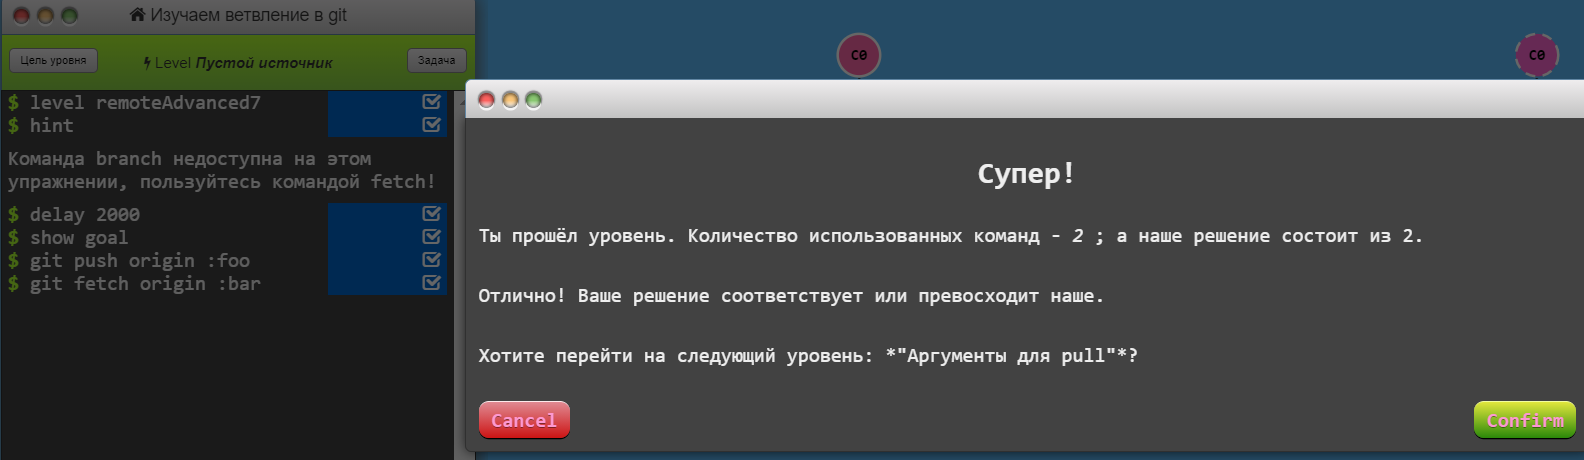 Изучаем ветвление в git
Цель уровня
Level Пустой источник
Задача
$ level remoteAdvanced7
$ hint
Команда branch недоступна на этом
упражнении, пользуйтесь командой fetch!
$ delay 2000
$ show goal
$ git push origin :foo
$ git fetch origin :bar
C0
C0
Супер!
Ты прошёл уровень. Количество использованных команд - 2 ; а наше решение состоит из 2.
Отлично! Ваше решение соответствует или превосходит наше.
Хотите перейти на следующий уровень: *"Аргументы для pull"*?
Cancel
Confirm